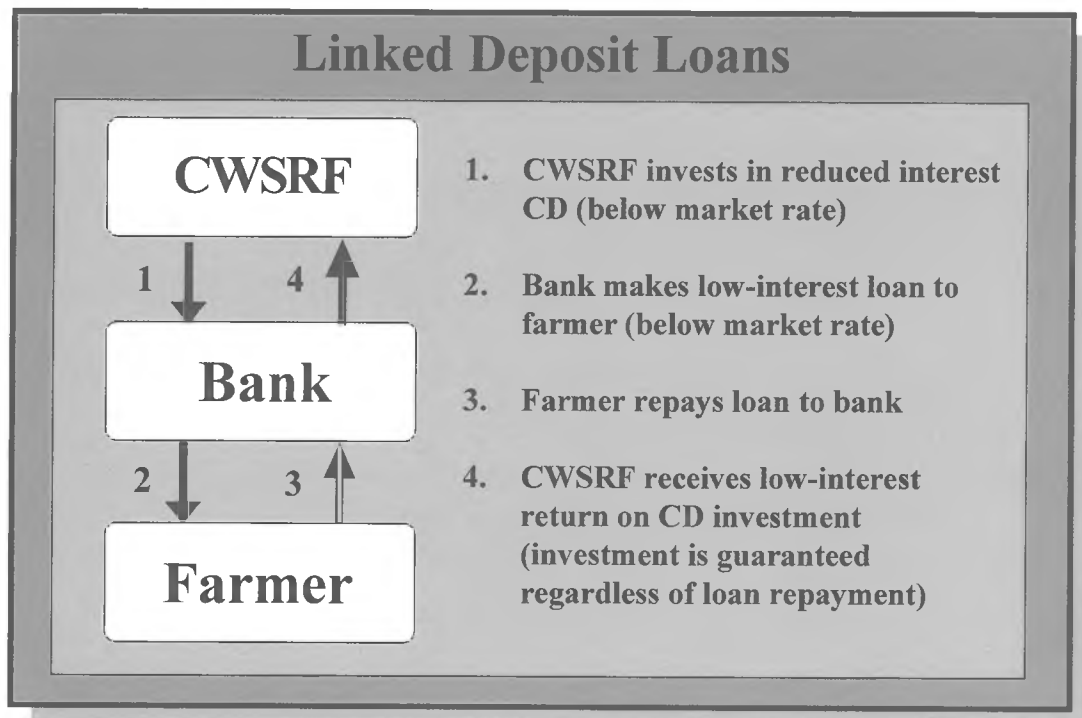 Linked Deposit Loans
CWSRF
1
4
Bank
2
3
Farmer
1. CWSRF invests in reduced interest
CD (below market rate)
2. Bank makes low-interest loan to
farmer (below market rate)
3. Farmer repays loan to bank
4. CWSRF receives low-interest
return on CD investment
(investment is guaranteed
regardless of loan repayment)